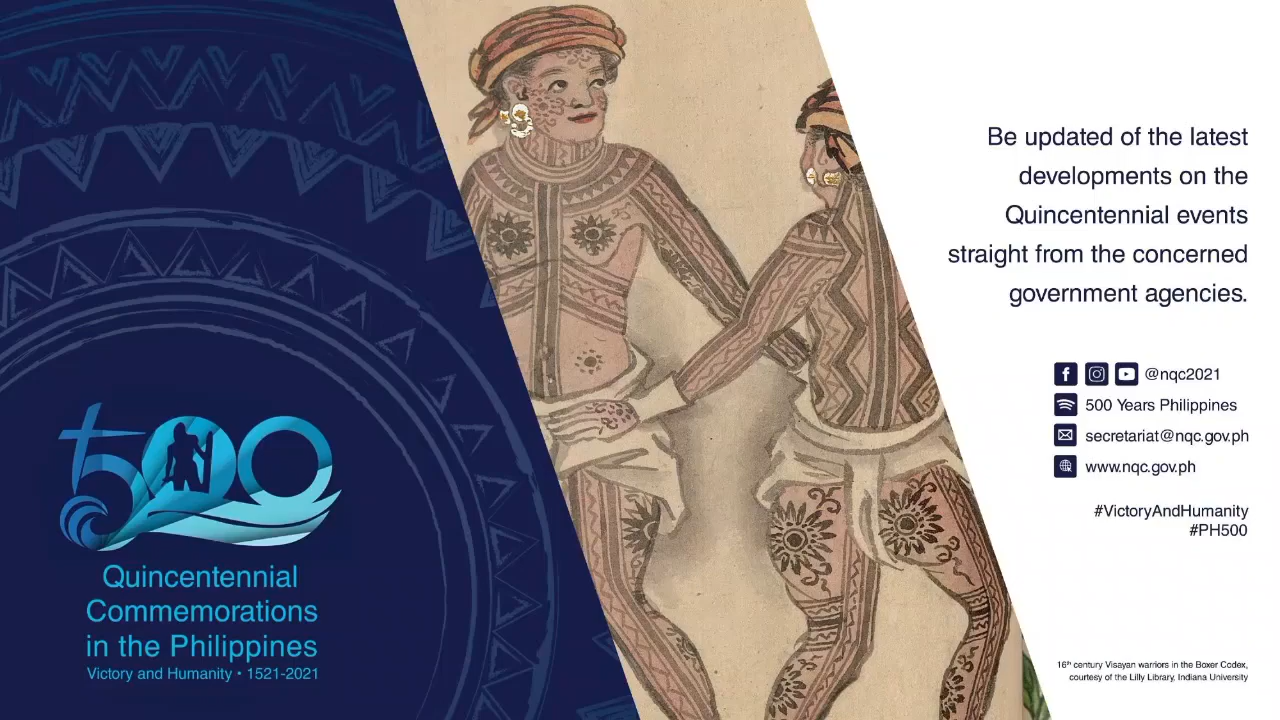 500
Quincentennial
Commemorations
in the Philippines
Victory and Humanity • 1521-2021
Be updated of the latest
developments on the
Quincentennial events
straight from the concerned
government agencies.
@nqc2021
500 Years Philippines
secretariat@nqc.gov.ph
www.nqc.gov.ph
#VictoryAndHumanity
#PH500
16th century Visayan warriors in the Boxer Codex,
courtesy of the Lilly Library, Indiana University